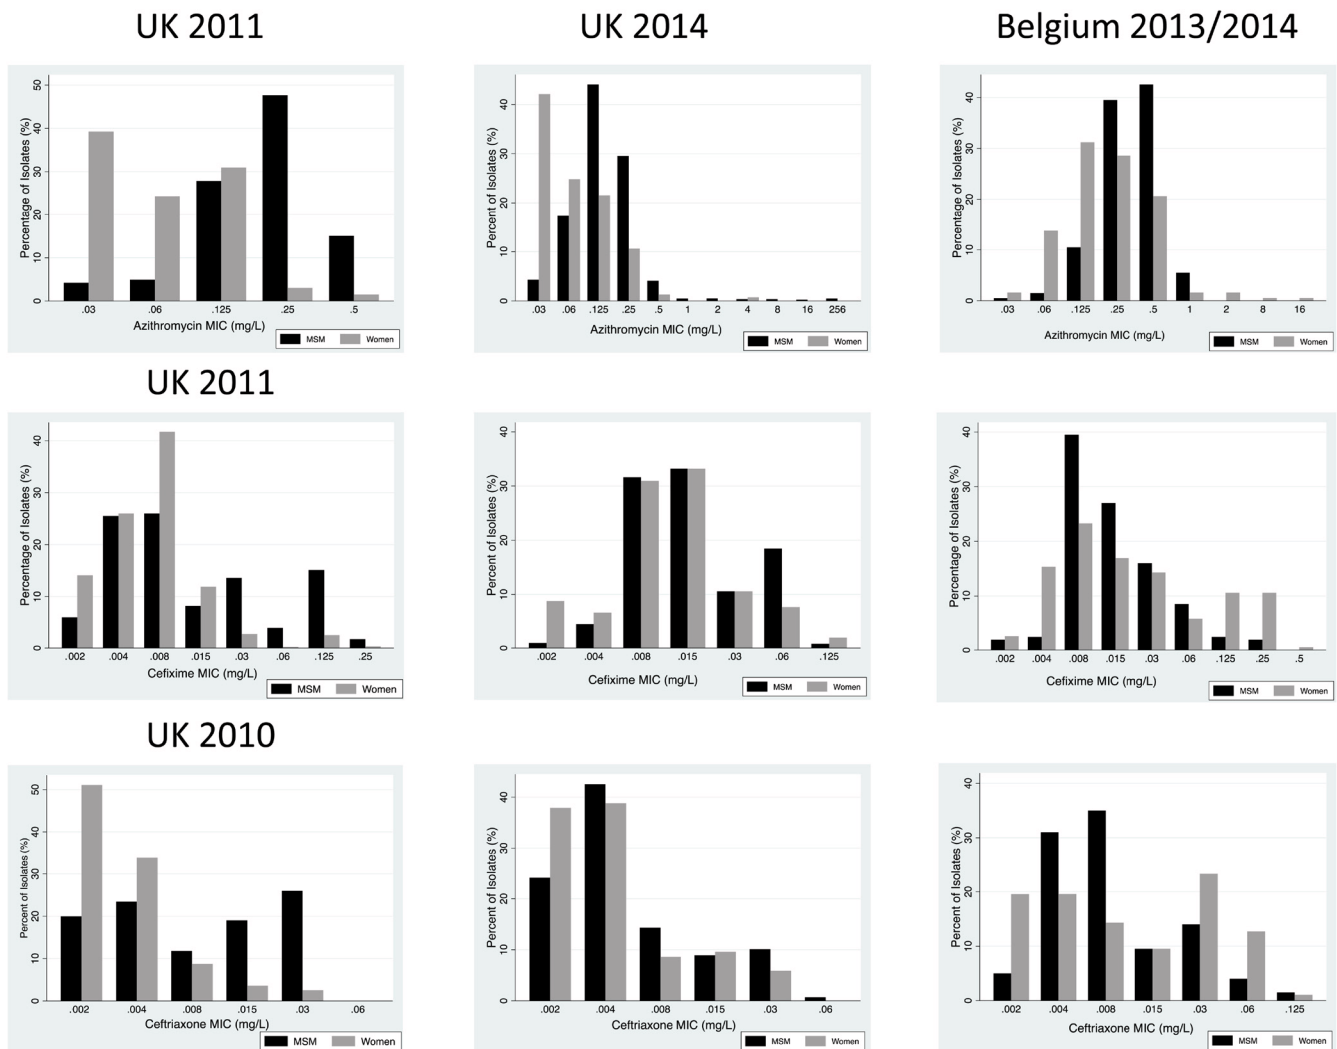 UK 2011
UK 2014
Belgium 2013/2014
Percentage of Isolates (%)
0 10 20 30 40 50
.03 .06 .125 .25 .5
Azithromycin MIC (mg/L)
MSM Women
Percent of Isolates (%)
0 10 20 30 40
.03 .06 .125 .25 .5 1 2 4 8 16 256
Azithromycin MIC (mg/L)
MSM Women
Percentage of Isolates (%)
0 10 20 30 40
.03 .06 .125 .25 .5 1 2 8 16
Azithromycin MIC (mg/L)
MSM Women
UK 2011
Percentage of Isolates (%)
0 10 20 30 40
.002 .004 .008 .015 .03 .06 .125 .25
Cefixime MIC (mg/L)
MSM Women
Percent of Isolates (%)
0 10 20 30 40
.002 .004 .008 .015 .03 .06 .125
Cefixime MIC (mg/L)
MSM Women
Percentage of Isolates (%)
0 10 20 30 40
.002 .004 .008 .015 .03 .06 .125 .25 .5
Cefixime MIC (mg/L)
MSM Women
UK 2010
Percent of Isolates (%)
0 10 20 30 40 50
.002 .004 .008 .015 .03 .06
Ceftriaxone MIC (mg/L)
MSM Women
Percent of Isolates (%)
0 10 20 30 40
.002 .004 .008 .015 .03 .06
Ceftriaxone MIC (mg/L)
MSM Women
Percent of Isolates (%)
0 10 20 30 40
.002 .004 .008 .015 .03 .06 .125
Ceftriaxone MIC (mg/L)
MSM Women